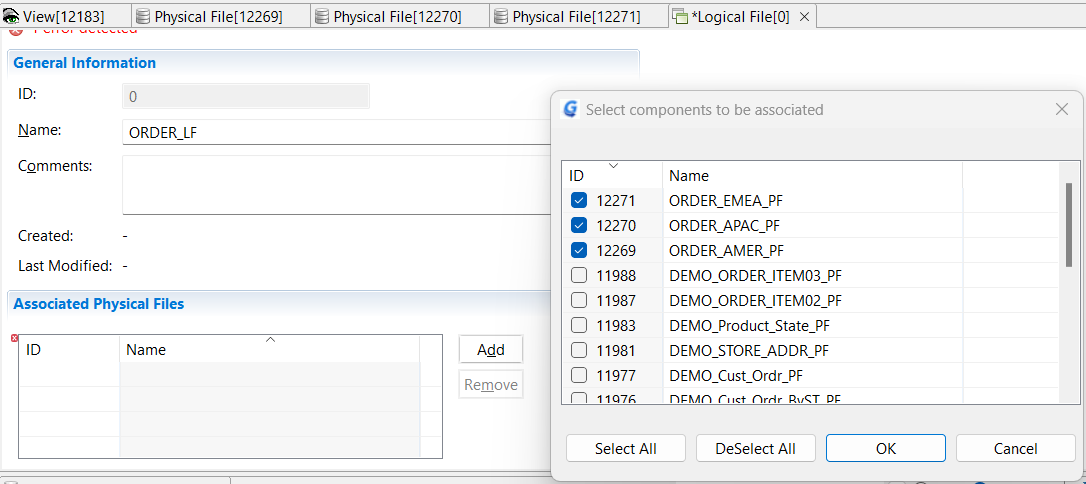 View[12183] Physical File[12269] Physical File[12270] Physical File[12271] *Logical File[0]
1 error detected
General Information
ID: 0
Name: ORDER_LF
Comments:
Created: -
Last Modified: -
Associated Physical Files
ID Name
Add
Remove
Select components to be associated
ID Name
12271 ORDER_EMEA_PF
12270 ORDER_APAC_PF
12269 ORDER_AMER_PF
11988 DEMO_ORDER_ITEM03_PF
11987 DEMO_ORDER_ITEM02_PF
11983 DEMO_Product_State_PF
11981 DEMO_STORE_ADDR_PF
11977 DEMO_Cust_Ordr_PF
11976 DEMO_Cust_Ordr_ByST_PF
Select All DeSelect All OK Cancel